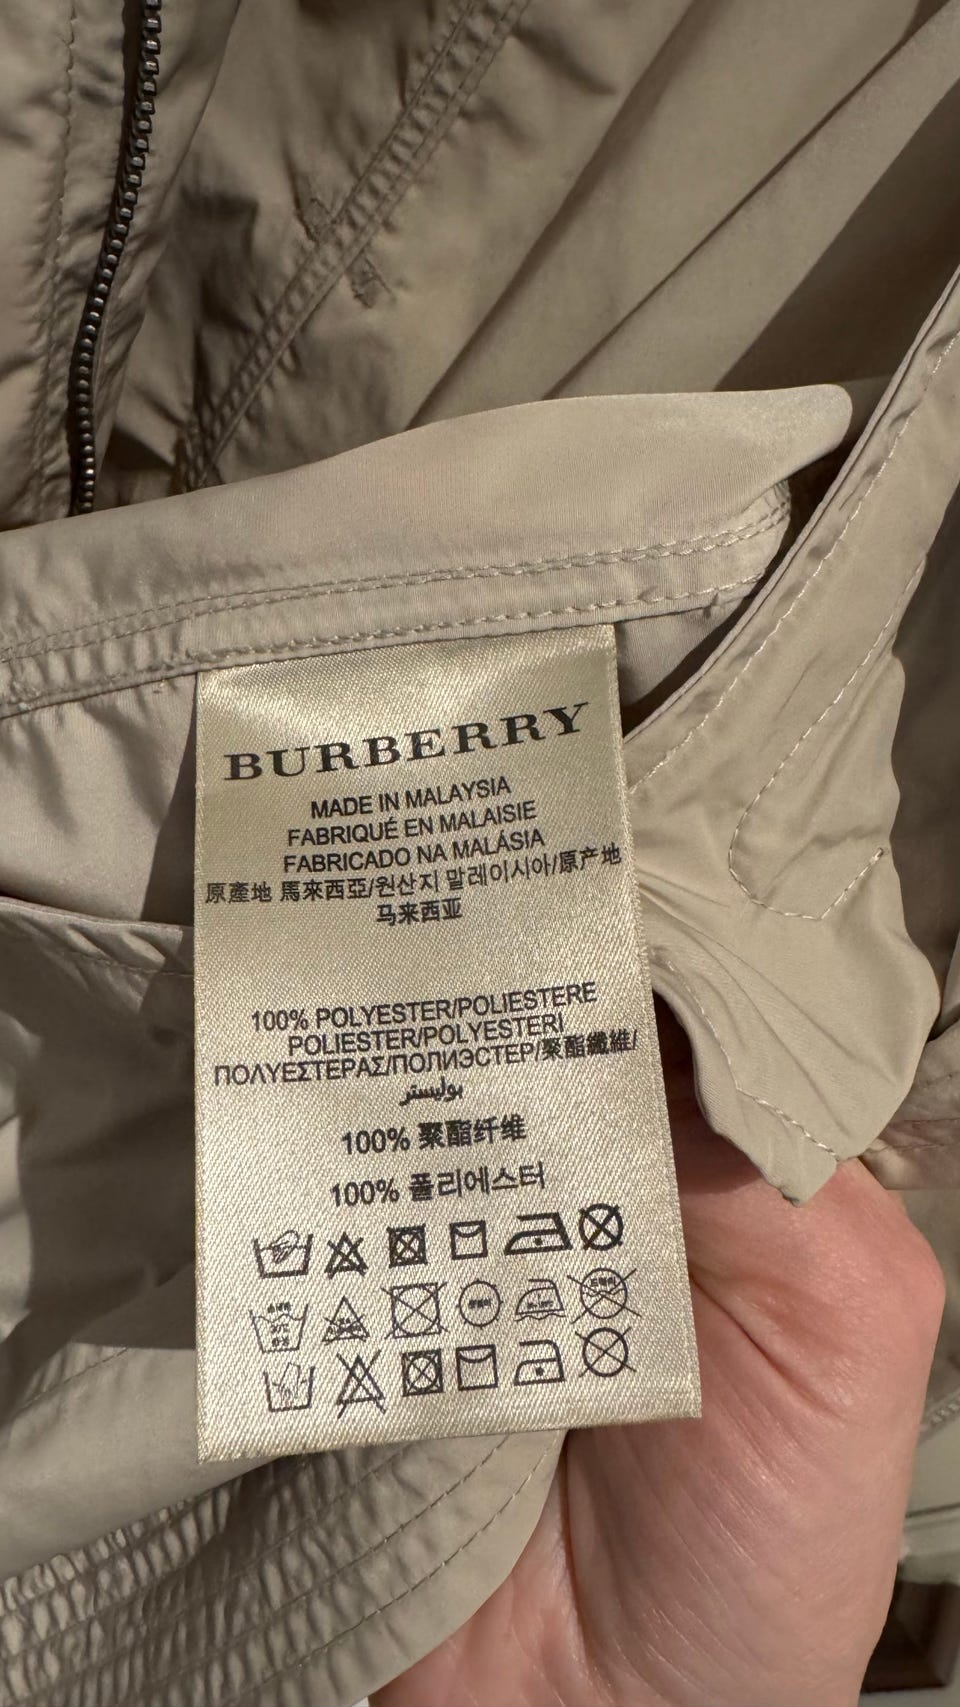 BURBERRY
MADE IN MALAYSIA
FABRIQUÉ EN MALAISIE
FABRICADO NA MALÁSIA
原產地 馬來西亞/원산지 말레이시아/原产地
马来西亚
100% POLYESTER/POLIESTERE
POLIESTER/POLYESTERI
ΠΟΛΥΕΣΤΕΡΑΣ/ПОЛИЭСТЕР/聚酯纖維/
بوليستر
100% 聚酯纤维
100% 폴리에스터